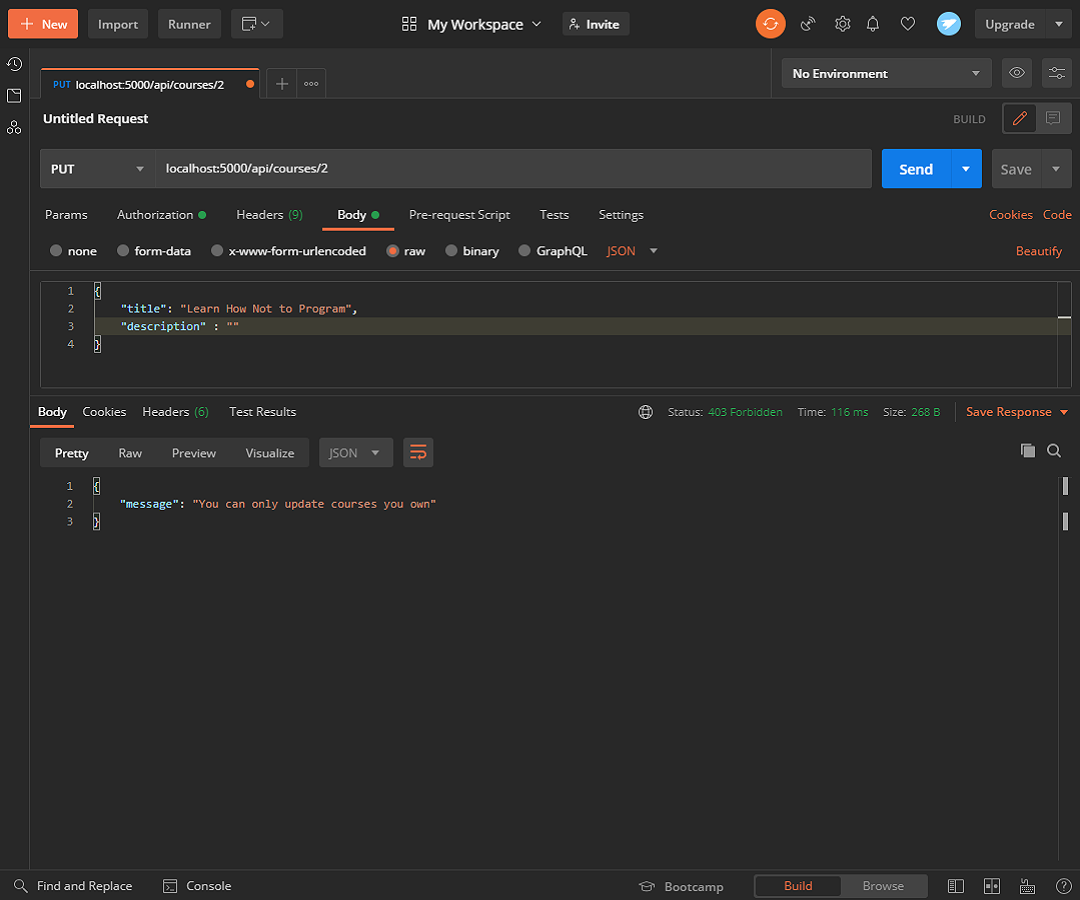 New Import Runner My Workspace Invite Upgrade
PUT localhost:5000/api/courses/2 No Environment
Untitled Request BUILD
PUT localhost:5000/api/courses/2 Send Save
Params Authorization Headers (9) Body Pre-request Script Tests Settings Cookies Code
none form-data x-www-form-urlencoded raw binary GraphQL JSON Beautify
1 {
2 "title": "Learn How Not to Program",
3 "description" : ""
4 }
Body Cookies Headers (6) Test Results Status: 403 Forbidden Time: 116 ms Size: 268 B Save Response
Pretty Raw Preview Visualize JSON
1 {
2 "message": "You can only update courses you own"
3 }
Find and Replace Console Bootcamp Build Browse